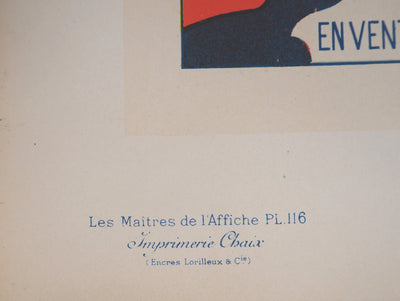 EN VENT
Les Maitres de l'Affiche PL.116
Imprimerie Chaix
(Encres Lorilleux & Cie)